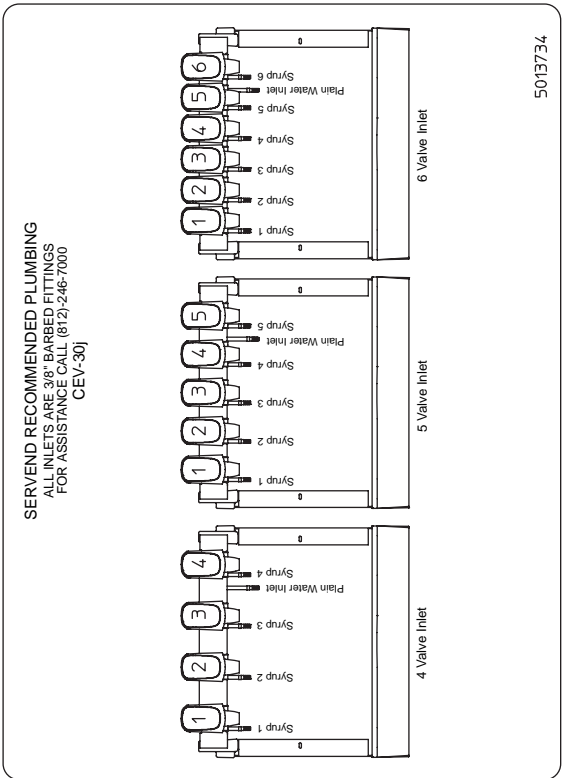 SERVEND RECOMMENDED PLUMBING
ALL INLETS ARE 3/8" BARBED FITTINGS
FOR ASSISTANCE CALL (812)-246-7000
CEV-30j
1
2
3
4
Syrup 1
Syrup 2
Syrup 3
Plain Water Inlet
Syrup 4
4 Valve Inlet
1
2
3
4
5
Syrup 1
Syrup 2
Syrup 3
Syrup 4
Plain Water Inlet
Syrup 5
5 Valve Inlet
1
2
3
4
5
6
Syrup 1
Syrup 2
Syrup 3
Syrup 4
Syrup 5
Plain Water Inlet
Syrup 6
6 Valve Inlet
5013734